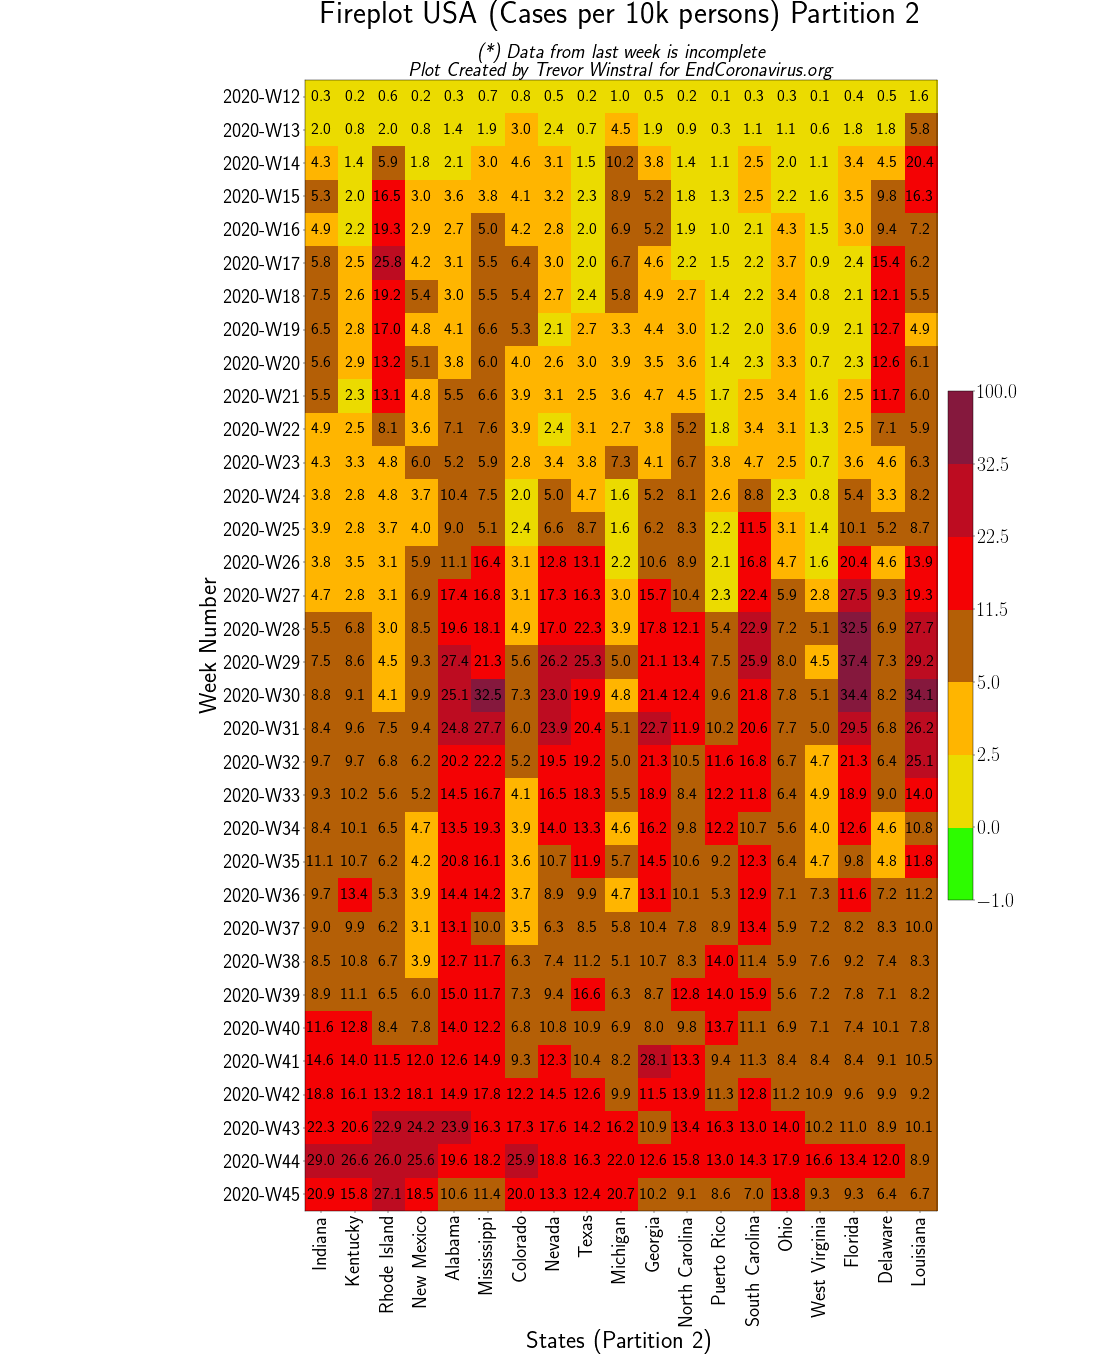 Fireplot USA (Cases per 10k persons) Partition 2
(*) Data from last week is incomplete
Plot Created by Trevor Winstral for EndCoronavirus.org
2020-W12 0.3 0.2 0.6 0.2 0.3 0.7 0.8 0.5 0.2 1.0 0.5 0.2 0.1 0.3 0.3 0.1 0.4 0.5 1.6
2020-W13 2.0 0.8 2.0 0.8 1.4 1.9 3.0 2.4 0.7 4.5 1.9 0.9 0.3 1.1 1.1 0.6 1.8 1.8 5.8
2020-W14 4.3 1.4 5.9 1.8 2.1 3.0 4.6 3.1 1.5 10.2 3.8 1.4 1.1 2.5 2.0 1.1 3.4 4.5 20.4
2020-W15 5.3 2.0 16.5 3.0 3.6 3.8 4.1 3.2 2.3 8.9 5.2 1.8 1.3 2.5 2.2 1.6 3.5 9.8 16.3
2020-W16 4.9 2.2 19.3 2.9 2.7 5.0 4.2 2.8 2.0 6.9 5.2 1.9 1.0 2.1 4.3 1.5 3.0 9.4 7.2
2020-W17 5.8 2.5 25.8 4.2 3.1 5.5 6.4 3.0 2.0 6.7 4.6 2.2 1.5 2.2 3.7 0.9 2.4 15.4 6.2
2020-W18 7.5 2.6 19.2 5.4 3.0 5.5 5.4 2.7 2.4 5.8 4.9 2.7 1.4 2.2 3.4 0.8 2.1 12.1 5.5
2020-W19 6.5 2.8 17.0 4.8 4.1 6.6 5.3 2.1 2.7 3.3 4.4 3.0 1.2 2.0 3.6 0.9 2.1 12.7 4.9
2020-W20 5.6 2.9 13.2 5.1 3.8 6.0 4.0 2.6 3.0 3.9 3.5 3.6 1.4 2.3 3.3 0.7 2.3 12.6 6.1
2020-W21 5.5 2.3 13.1 4.8 5.5 6.6 3.9 3.1 2.5 3.6 4.7 4.5 1.7 2.5 3.4 1.6 2.5 11.7 6.0
2020-W22 4.9 2.5 8.1 3.6 7.1 7.6 3.9 2.4 3.1 2.7 3.8 5.2 1.8 3.4 3.1 1.3 2.5 7.1 5.9
2020-W23 4.3 3.3 4.8 6.0 5.2 5.9 2.8 3.4 3.8 7.3 4.1 6.7 3.8 4.7 2.5 0.7 3.6 4.6 6.3
2020-W24 3.8 2.8 4.8 3.7 10.4 7.5 2.0 5.0 4.7 1.6 5.2 8.1 2.6 8.8 2.3 0.8 5.4 3.3 8.2
2020-W25 3.9 2.8 3.7 4.0 9.0 5.1 2.4 6.6 8.7 1.6 6.2 8.3 2.2 11.5 3.1 1.4 10.1 5.2 8.7
2020-W26 3.8 3.5 3.1 5.9 11.1 16.4 3.1 12.8 13.1 2.2 10.6 8.9 2.1 16.8 4.7 1.6 20.4 4.6 13.9
2020-W27 4.7 2.8 3.1 6.9 17.4 16.8 3.1 17.3 16.3 3.0 15.7 10.4 2.3 22.4 5.9 2.8 27.5 9.3 19.3
2020-W28 5.5 6.8 3.0 8.5 19.6 18.1 4.9 17.0 22.3 3.9 17.8 12.1 5.4 22.9 7.2 5.1 32.5 6.9 27.7
2020-W29 7.5 8.6 4.5 9.3 27.4 21.3 5.6 26.2 25.3 5.0 21.1 13.4 7.5 25.9 8.0 4.5 37.4 7.3 29.2
2020-W30 8.8 9.1 4.1 9.9 25.1 32.5 7.3 23.0 19.9 4.8 21.4 12.4 9.6 21.8 7.8 5.1 34.4 8.2 34.1
2020-W31 8.4 9.6 7.5 9.4 24.8 27.7 6.0 23.9 20.4 5.1 22.7 11.9 10.2 20.6 7.7 5.0 29.5 6.8 26.2
2020-W32 9.7 9.7 6.8 6.2 20.2 22.2 5.2 19.5 19.2 5.0 21.3 10.5 11.6 16.8 6.7 4.7 21.3 6.4 25.1
2020-W33 9.3 10.2 5.6 5.2 14.5 16.7 4.1 16.5 18.3 5.5 18.9 8.4 12.2 11.8 6.4 4.9 18.9 9.0 14.0
2020-W34 8.4 10.1 6.5 4.7 13.5 19.3 3.9 14.0 13.3 4.6 16.2 9.8 12.2 10.7 5.6 4.0 12.6 4.6 10.8
2020-W35 11.1 10.7 6.2 4.2 20.8 16.1 3.6 10.7 11.9 5.7 14.5 10.6 9.2 12.3 6.4 4.7 9.8 4.8 11.8
2020-W36 9.7 13.4 5.3 3.9 14.4 14.2 3.7 8.9 9.9 4.7 13.1 10.1 5.3 12.9 7.1 7.3 11.6 7.2 11.2
2020-W37 9.0 9.9 6.2 3.1 13.1 10.0 3.5 6.3 8.5 5.8 10.4 7.8 8.9 13.4 5.9 7.2 8.2 8.3 10.0
2020-W38 8.5 10.8 6.7 3.9 12.7 11.7 6.3 7.4 11.2 5.1 10.7 8.3 14.0 11.4 5.9 7.6 9.2 7.4 8.3
2020-W39 8.9 11.1 6.5 6.0 15.0 11.7 7.3 9.4 16.6 6.3 8.7 12.8 14.0 15.9 5.6 7.2 7.8 7.1 8.2
2020-W40 11.6 12.8 8.4 7.8 14.0 12.2 6.8 10.8 10.9 6.9 8.0 9.8 13.7 11.1 6.9 7.1 7.4 10.1 7.8
2020-W41 14.6 14.0 11.5 12.0 12.6 14.9 9.3 12.3 10.4 8.2 28.1 13.3 9.4 11.3 8.4 8.4 8.4 9.1 10.5
2020-W42 18.8 16.1 13.2 18.1 14.9 17.8 12.2 14.5 12.6 9.9 11.5 13.9 11.3 12.8 11.2 10.9 9.6 9.9 9.2
2020-W43 22.3 20.6 22.9 24.2 23.9 16.3 17.3 17.6 14.2 16.2 10.9 13.4 16.3 13.0 14.0 10.2 11.0 8.9 10.1
2020-W44 29.0 26.6 26.0 25.6 19.6 18.2 25.9 18.8 16.3 22.0 12.6 15.8 13.0 14.3 17.9 16.6 13.4 12.0 8.9
2020-W45 20.9 15.8 27.1 18.5 10.6 11.4 20.0 13.3 12.4 20.7 10.2 9.1 8.6 7.0 13.8 9.3 9.3 6.4 6.7
Week Number
Indiana
Kentucky
Rhode Island
New Mexico
Alabama
Mississippi
Colorado
Nevada
Texas
Michigan
Georgia
North Carolina
Puerto Rico
South Carolina
Ohio
West Virginia
Florida
Delaware
Louisiana
States (Partition 2)
100.0
32.5
22.5
11.5
5.0
2.5
0.0
−1.0